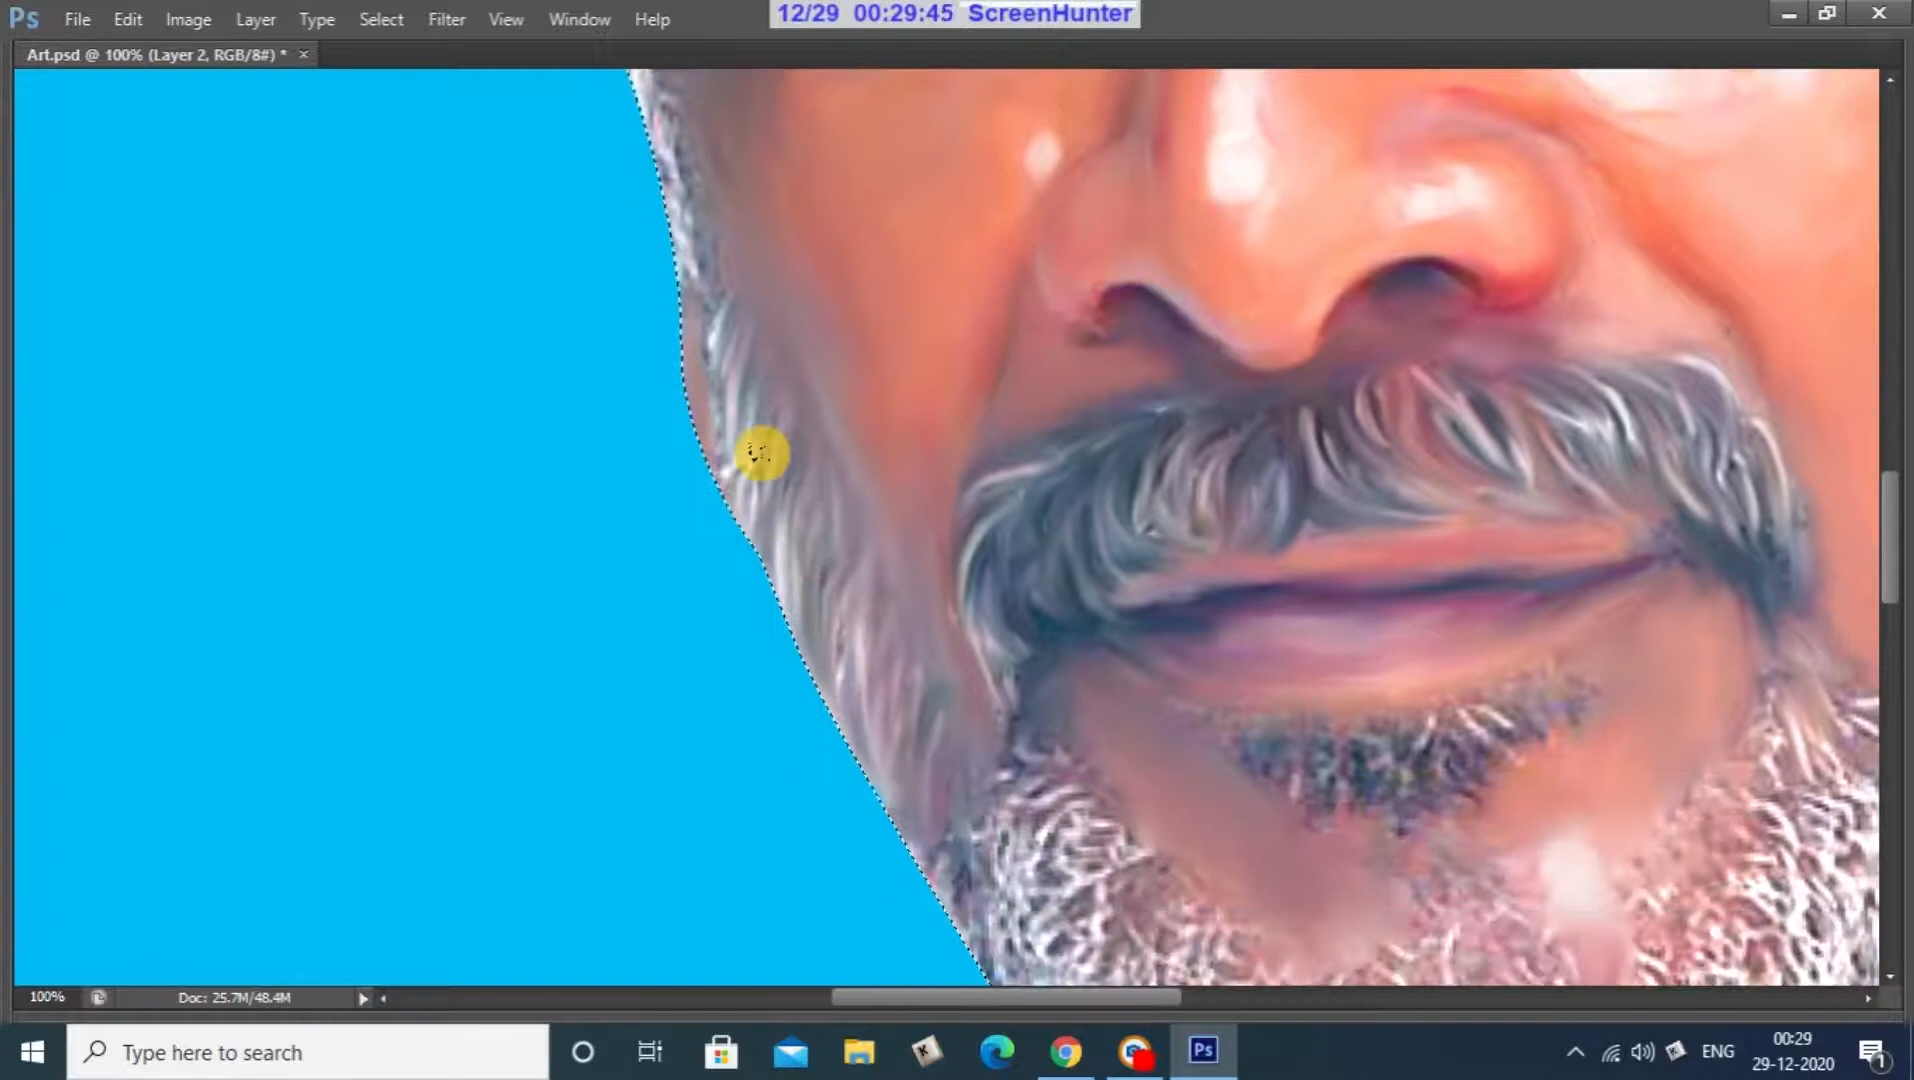 Ps File Edit Image Layer Type Select Filter View Window Help
12/29 00:29:45 ScreenHunter
Art.psd @ 100% (Layer 2, RGB/8#) * ×
100% Doc: 25.7M/48.4M
Type here to search
K
Ps
ENG
00:29
29-12-2020
1